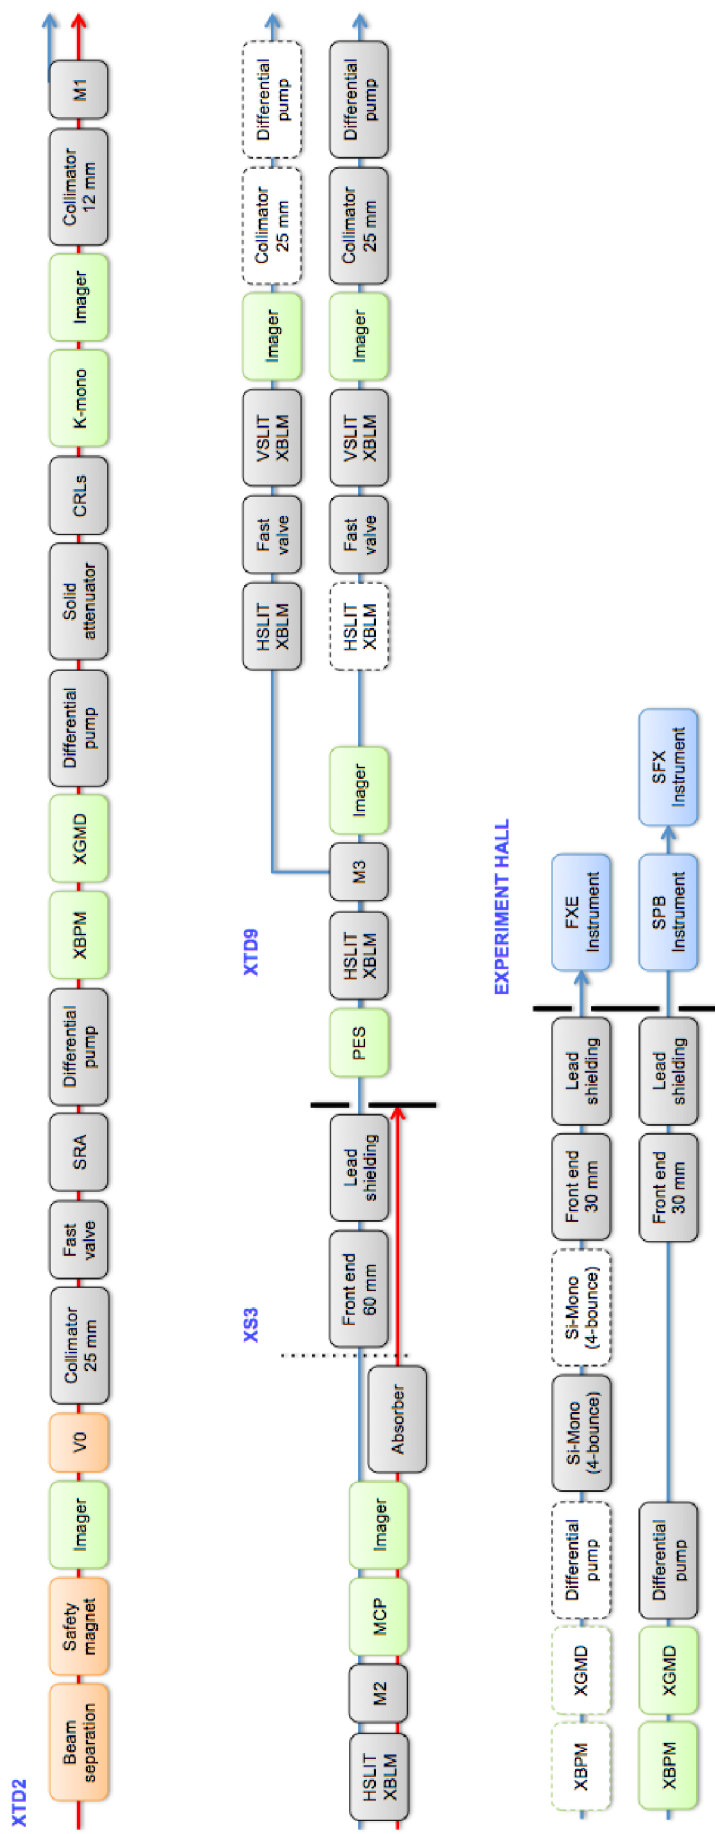 XTD2
Beam
separation
Safety
magnet
Imager
V0
Collimator
25 mm
Fast
valve
SRA
Differential
pump
XBPM
XGMD
Differential
pump
Solid
attenuator
CRLs
K-mono
Imager
Collimator
12 mm
M1
HSLIT
XBLM
M2
MCP
Imager
Absorber
XS3
Front end
60 mm
Lead
shielding
XTD9
PES
HSLIT
XBLM
M3
Imager
HSLIT
XBLM
Fast
valve
VSLIT
XBLM
Imager
Collimator
25 mm
Differential
pump
HSLIT
XBLM
Fast
valve
VSLIT
XBLM
Imager
Collimator
25 mm
Differential
pump
EXPERIMENT HALL
XBPM
XGMD
Differential
pump
Si-Mono
(4-bounce)
Si-Mono
(4-bounce)
Front end
30 mm
Lead
shielding
FXE
Instrument
XBPM
XGMD
Differential
pump
Front end
30 mm
Lead
shielding
SPB
Instrument
SFX
Instrument